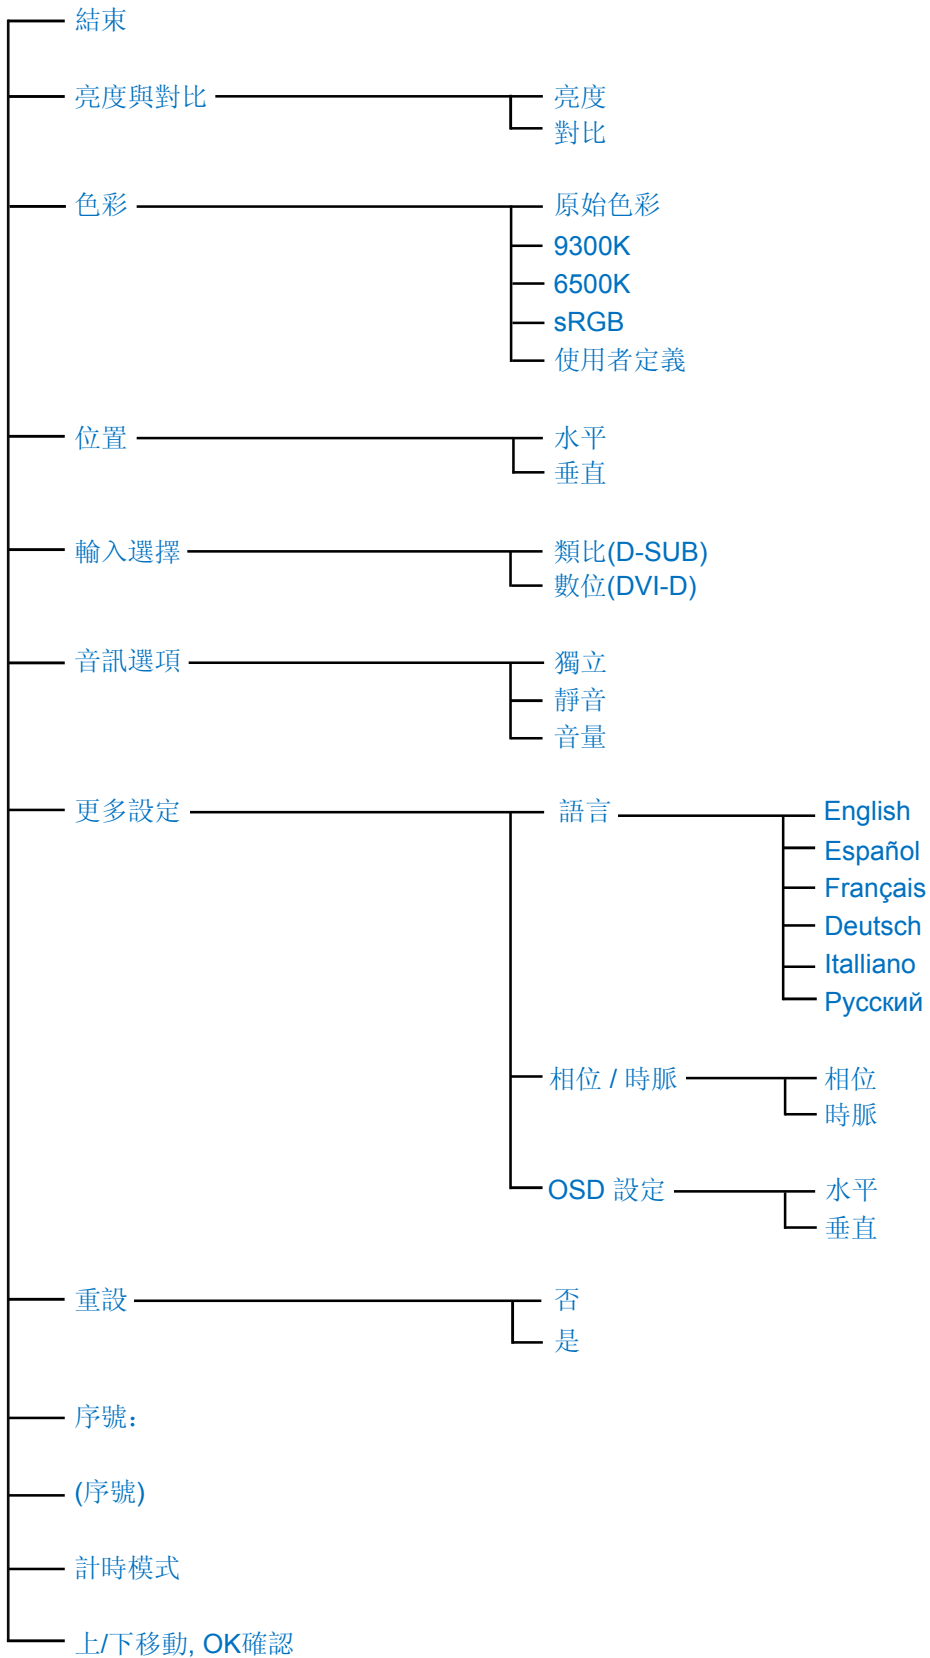 結束
亮度與對比
亮度
對比
色彩
原始色彩
9300K
6500K
sRGB
使用者定義
位置
水平
垂直
輸入選擇
類比(D-SUB)
數位(DVI-D)
音訊選項
獨立
靜音
音量
更多設定
語言
English
Español
Français
Deutsch
Italliano
Русский
相位 / 時脈
相位
時脈
OSD 設定
水平
垂直
重設
否
是
序號：
(序號)
計時模式
上/下移動, OK確認